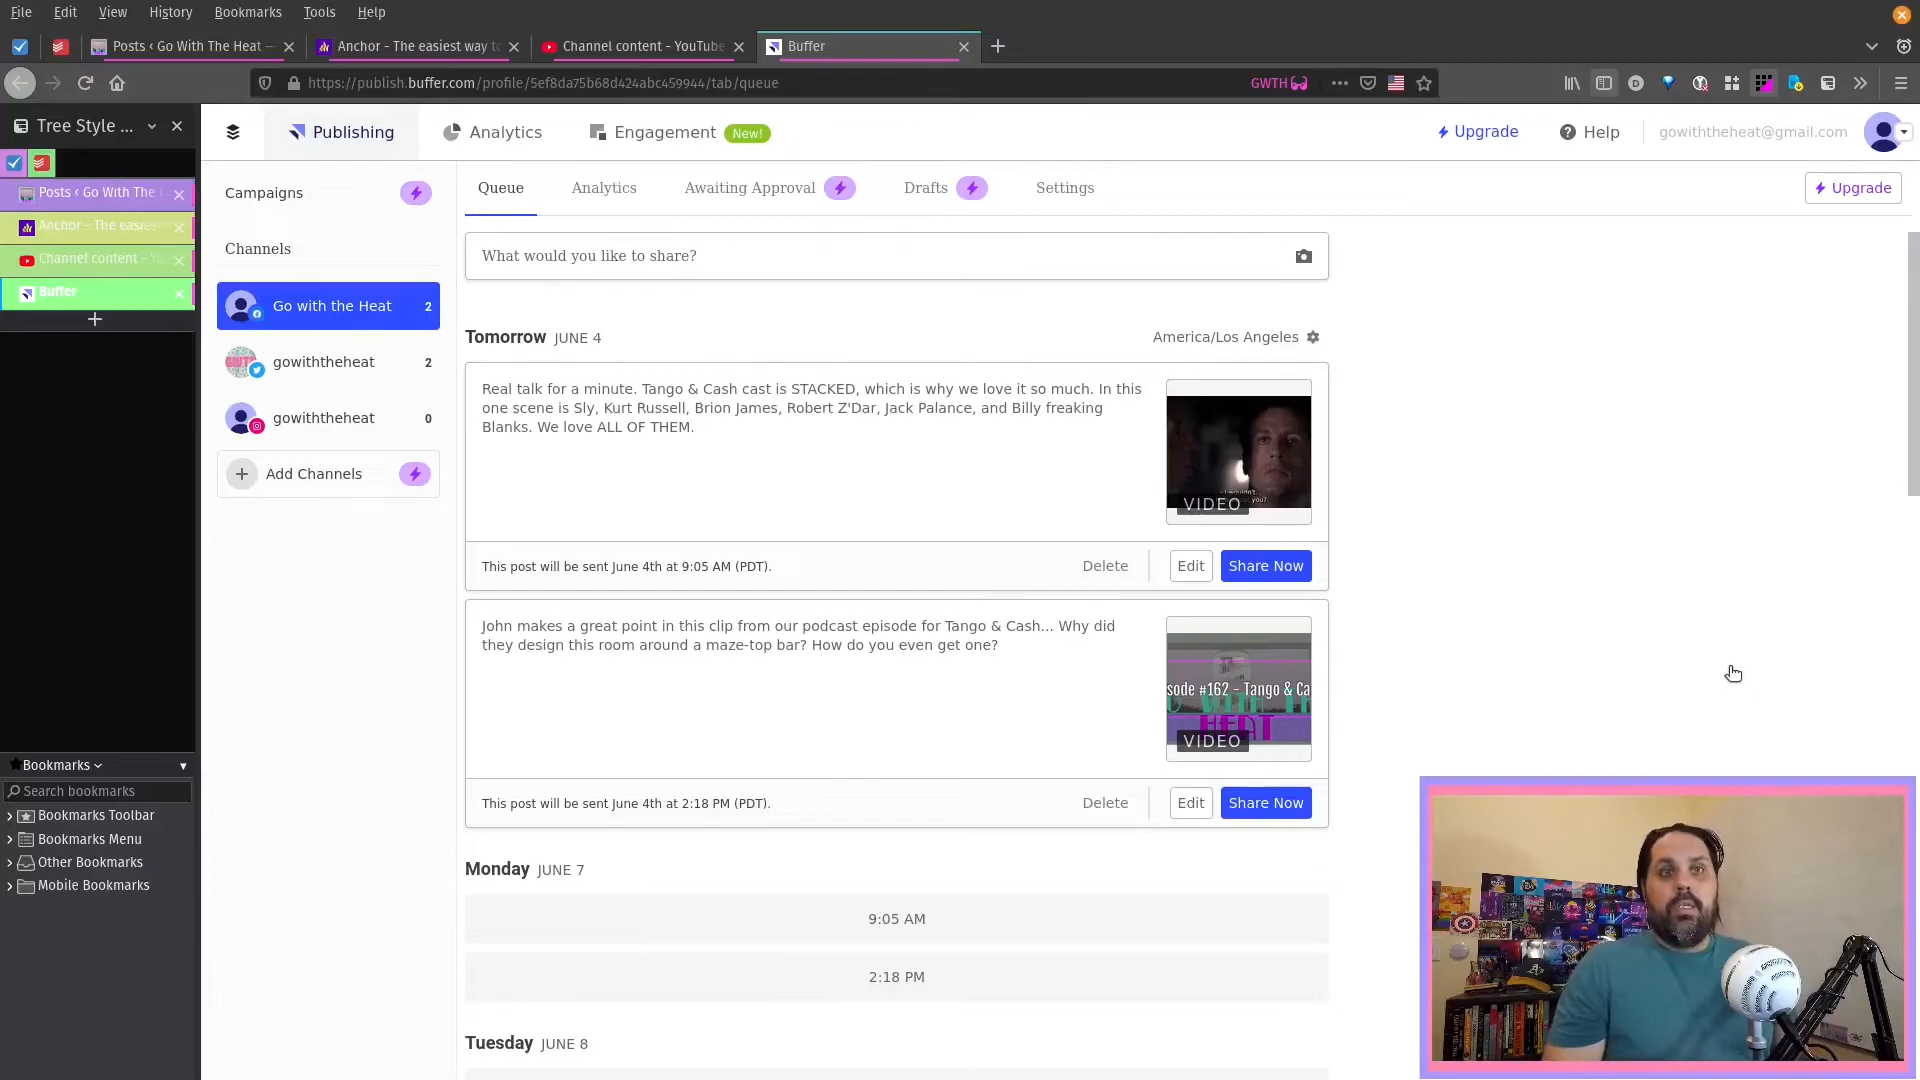 File Edit View History Bookmarks Tools Help
Posts ‹ Go With The Heat —
Anchor - The easiest way to
Channel content - YouTube
Buffer
https://publish.buffer.com/profile/5ef8da75b68d424abc459944/tab/queue
GWTH
Tree Style ...
Publishing
Analytics
Engagement New!
Upgrade
Help
gowiththeheat@gmail.com
Posts ‹ Go With The
Anchor - The easies
Channel content - Yo
Buffer
Campaigns
Channels
Go with the Heat 2
gowiththeheat 2
gowiththeheat 0
Add Channels
Queue Analytics Awaiting Approval Drafts Settings
Upgrade
What would you like to share?
Tomorrow JUNE 4
America/Los Angeles
Real talk for a minute. Tango & Cash cast is STACKED, which is why we love it so much. In this
one scene is Sly, Kurt Russell, Brion James, Robert Z'Dar, Jack Palance, and Billy freaking
Blanks. We love ALL OF THEM.
VIDEO
This post will be sent June 4th at 9:05 AM (PDT).
Delete Edit Share Now
John makes a great point in this clip from our podcast episode for Tango & Cash... Why did
they design this room around a maze-top bar? How do you even get one?
sode #162 - Tango & Ca
HEAT
VIDEO
This post will be sent June 4th at 2:18 PM (PDT).
Delete Edit Share Now
Monday JUNE 7
9:05 AM
2:18 PM
Tuesday JUNE 8
Bookmarks
Search bookmarks
Bookmarks Toolbar
Bookmarks Menu
Other Bookmarks
Mobile Bookmarks